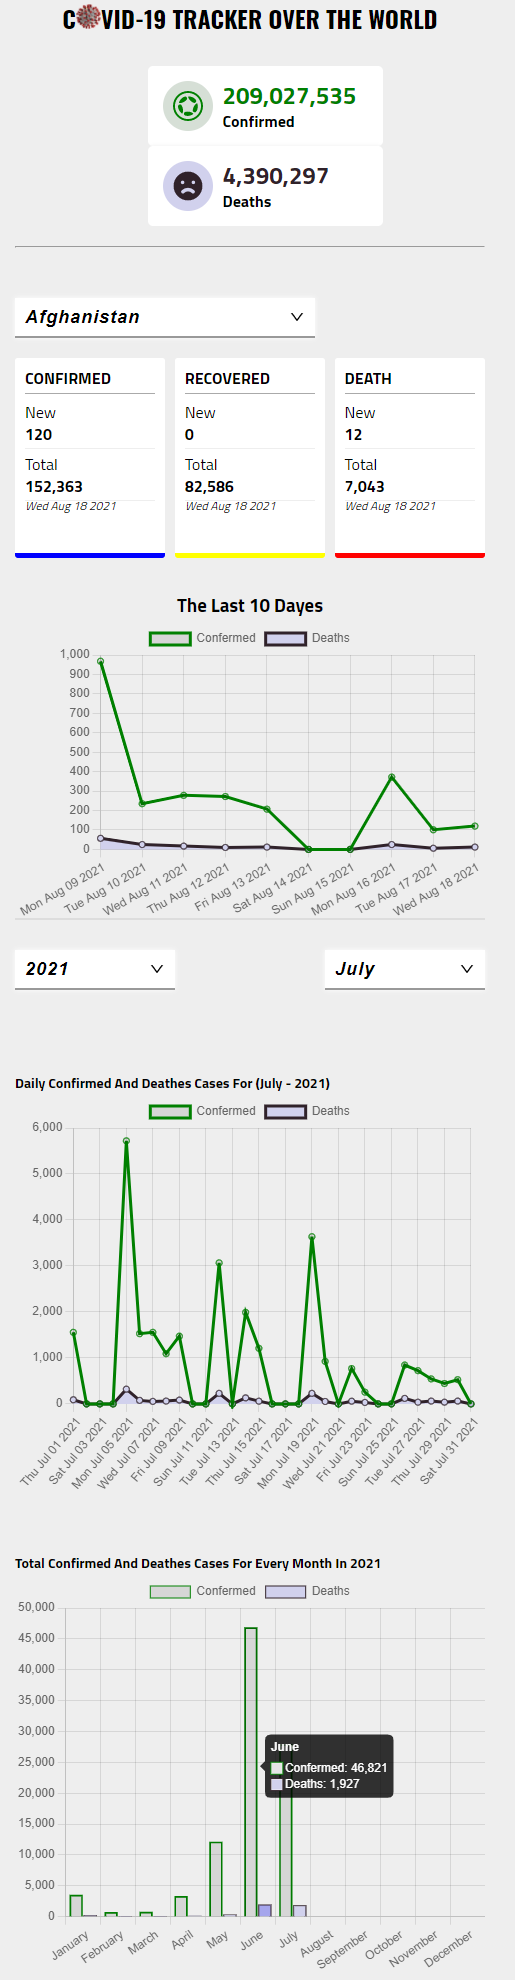 COVID-19 TRACKER OVER THE WORLD
209,027,535
Confirmed
4,390,297
Deaths
Afghanistan
CONFIRMED RECOVERED DEATH
New New New
120 0 12
Total Total Total
152,363 82,586 7,043
Wed Aug 18 2021 Wed Aug 18 2021 Wed Aug 18 2021
The Last 10 Dayes
Confermed Deaths
1,000
900
800
700
600
500
400
300
200
100
0
Mon Aug 09 2021 Tue Aug 10 2021 Wed Aug 11 2021 Thu Aug 12 2021 Fri Aug 13 2021 Sat Aug 14 2021 Sun Aug 15 2021 Mon Aug 16 2021 Tue Aug 17 2021 Wed Aug 18 2021
2021 July
Daily Confirmed And Deathes Cases For (July - 2021)
Confermed Deaths
6,000
5,000
4,000
3,000
2,000
1,000
0
Thu Jul 01 2021 Sat Jul 03 2021 Mon Jul 05 2021 Wed Jul 07 2021 Fri Jul 09 2021 Sun Jul 11 2021 Tue Jul 13 2021 Thu Jul 15 2021 Sat Jul 17 2021 Mon Jul 19 2021 Wed Jul 21 2021 Fri Jul 23 2021 Sun Jul 25 2021 Tue Jul 27 2021 Thu Jul 29 2021 Sat Jul 31 2021
Total Confirmed And Deathes Cases For Every Month In 2021
Confermed Deaths
50,000
45,000
40,000
35,000
30,000
25,000
20,000
15,000
10,000
5,000
0
June
Confermed: 46,821
Deaths: 1,927
January February March April May June July August September October November December